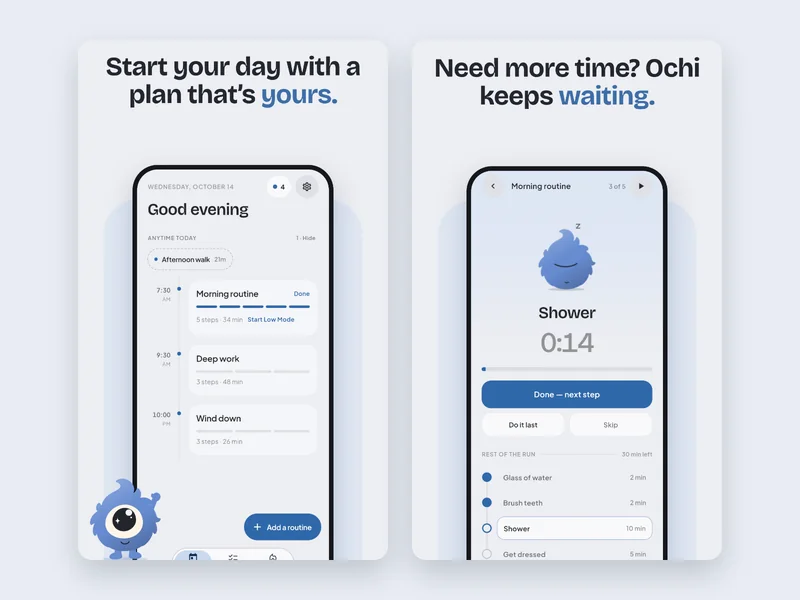 Start your day with a
plan that's yours.
WEDNESDAY, OCTOBER 14
4
Good evening
ANYTIME TODAY
1 · Hide
Afternoon walk 21m
7:30
AM
Morning routine
Done
5 steps · 34 min Start Low Mode
9:30
AM
Deep work
3 steps · 48 min
10:00
PM
Wind down
3 steps · 26 min
+ Add a routine
Need more time? Ochi
keeps waiting.
Morning routine
3 of 5
z
Shower
0:14
Done — next step
Do it last
Skip
REST OF THE RUN
30 min left
Glass of water
2 min
Brush teeth
2 min
Shower
10 min
Get dressed
5 min